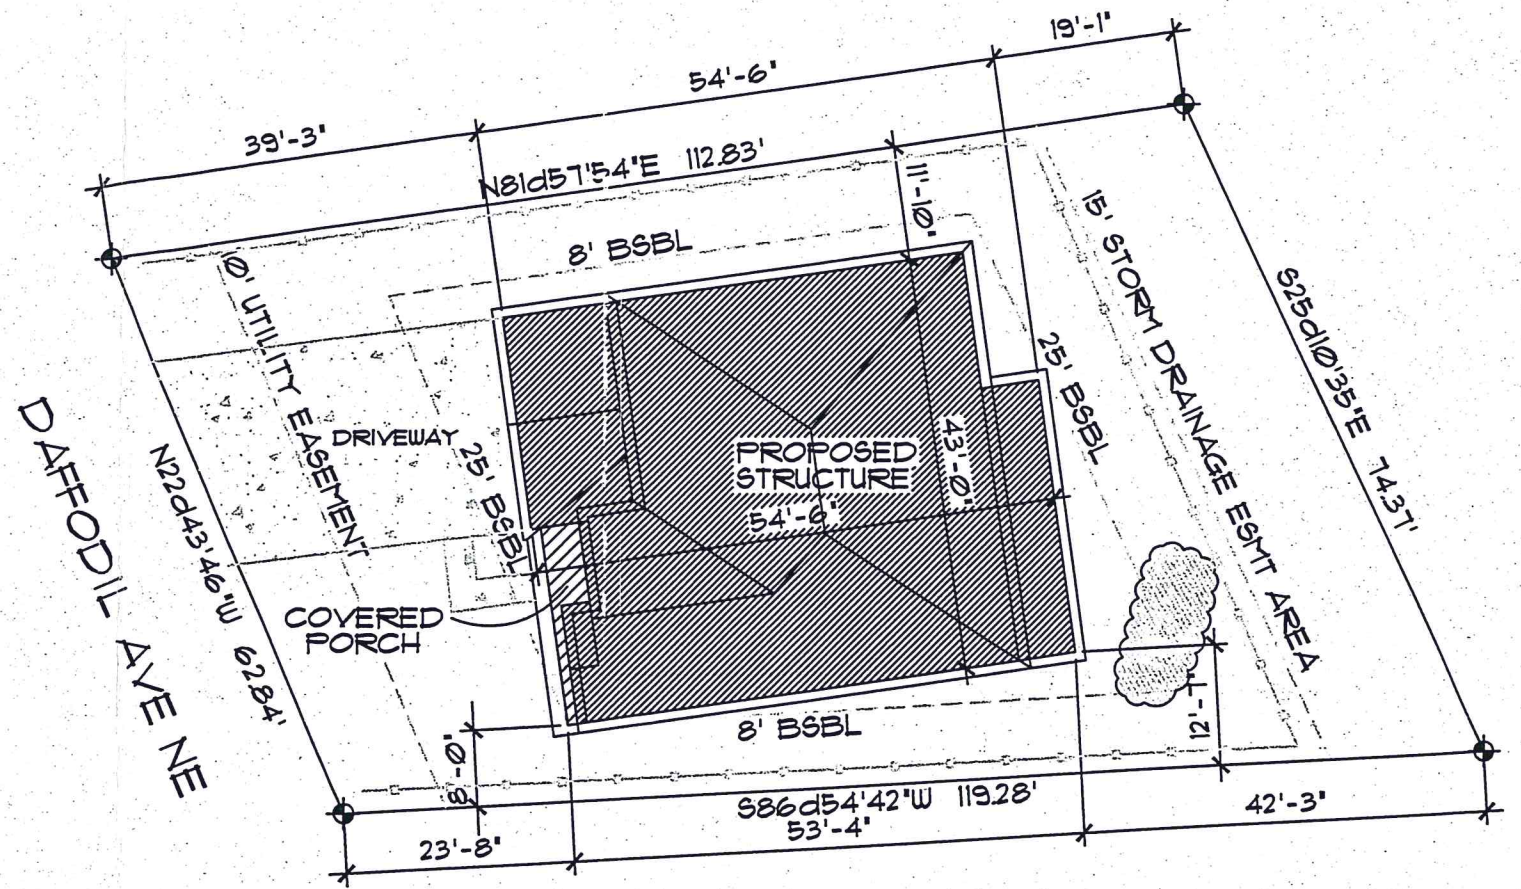 19'-1"
54'-6"
39'-3"
N81d57'54"E 112.83'
11'-10"
8' BSBL
15' STORM DRAINAGE ESMT AREA
0' UTILITY EASEMENT
S25d10'35"E 74.37'
25' BSBL
DRIVEWAY
25' BSBL
PROPOSED
STRUCTURE
43'-0"
54'-6"
DAFFODIL AVE NE
N22d43'46"W 62.84'
COVERED
PORCH
8' BSBL
12'-7"
8'-0"
S86d54'42"W 119.28'
53'-4"
42'-3"
23'-8"